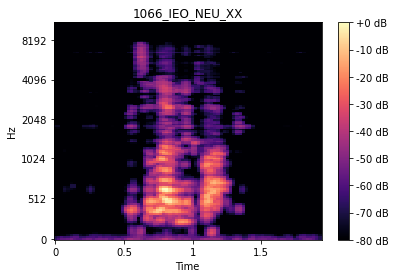 1066_IEO_NEU_XX
+0 dB
8192
-10 dB
4096
-20 dB
-30 dB
2048
-40 dB
Hz
1024
-50 dB
512
-60 dB
-70 dB
0
-80 dB
0 0.5 1 1.5
Time